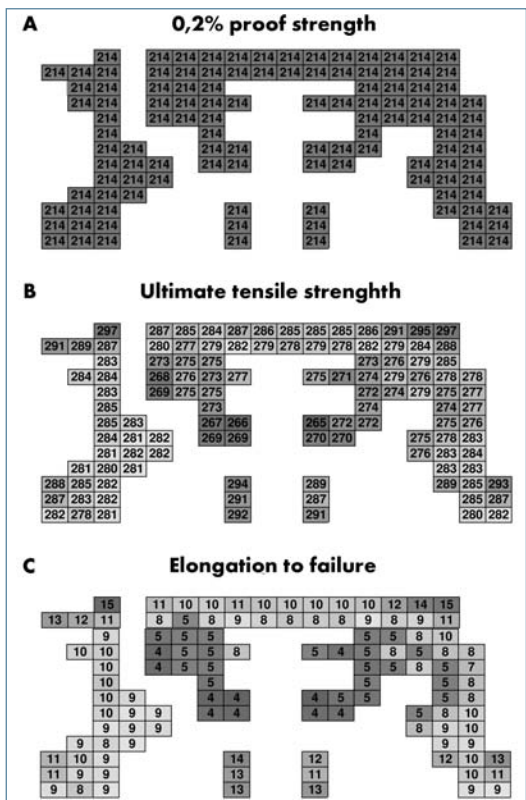 A 0,2% proof strength
214 214 214 214 214 214 214 214 214 214 214 214 214
214 214 214 214 214 214 214 214 214 214 214 214 214 214 214
214 214 214 214 214 214 214 214 214
214 214 214 214 214 214 214 214 214 214 214 214 214
214 214 214 214 214 214 214 214 214
214 214 214 214 214
214 214 214 214 214 214 214 214 214
214 214 214 214 214 214 214 214 214 214
214 214 214 214 214 214
214 214 214 214 214
214 214 214 214 214 214 214 214
214 214 214 214 214 214 214
214 214 214 214 214 214 214
B Ultimate tensile strenghth
297 287 285 284 287 286 285 285 285 286 291 295 297
291 289 287 280 277 279 282 279 278 279 278 282 279 284 288
283 273 275 275 273 276 279 285
284 284 268 276 273 277 275 271 274 279 276 278 278
283 269 275 275 272 274 279 275 277
285 273 274 274 277
285 283 267 266 265 272 272 275 276
284 281 282 269 269 270 270 275 278 283
281 282 282 276 283 284
281 280 281 283 283
288 285 282 294 289 289 285 293
287 283 282 291 287 285 287
282 278 281 292 291 280 282
C Elongation to failure
15 11 10 10 11 10 10 10 10 10 12 14 15
13 12 11 8 5 8 9 8 8 8 8 9 8 9 11
9 5 5 5 5 5 8 10
10 10 4 5 5 8 5 4 5 8 5 8 8
10 4 5 5 5 5 8 5 7
10 5 5 5 8
10 9 4 4 4 5 5 5 8
10 9 9 4 4 4 4 5 8 10
9 9 9 8 9 10
9 8 9 9 9
11 10 9 14 12 12 10 13
11 9 9 13 11 10 9
9 8 9 13 13 9 9